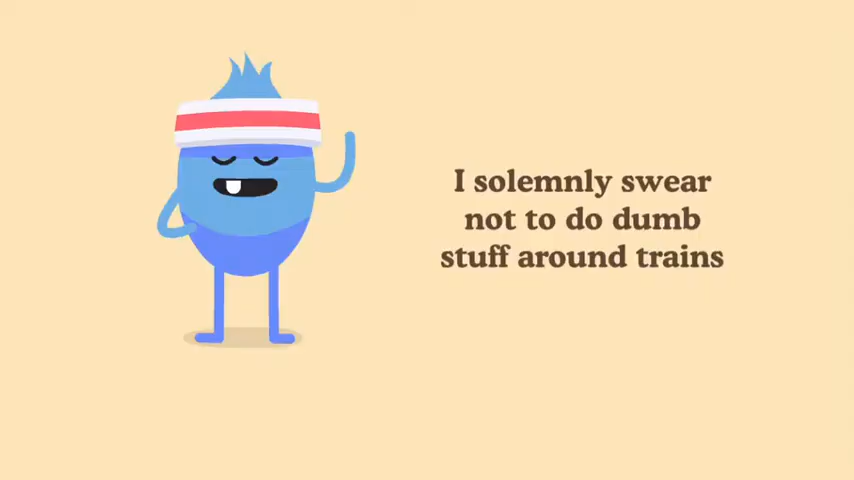 I solemnly swear
not to do dumb
stuff around trains